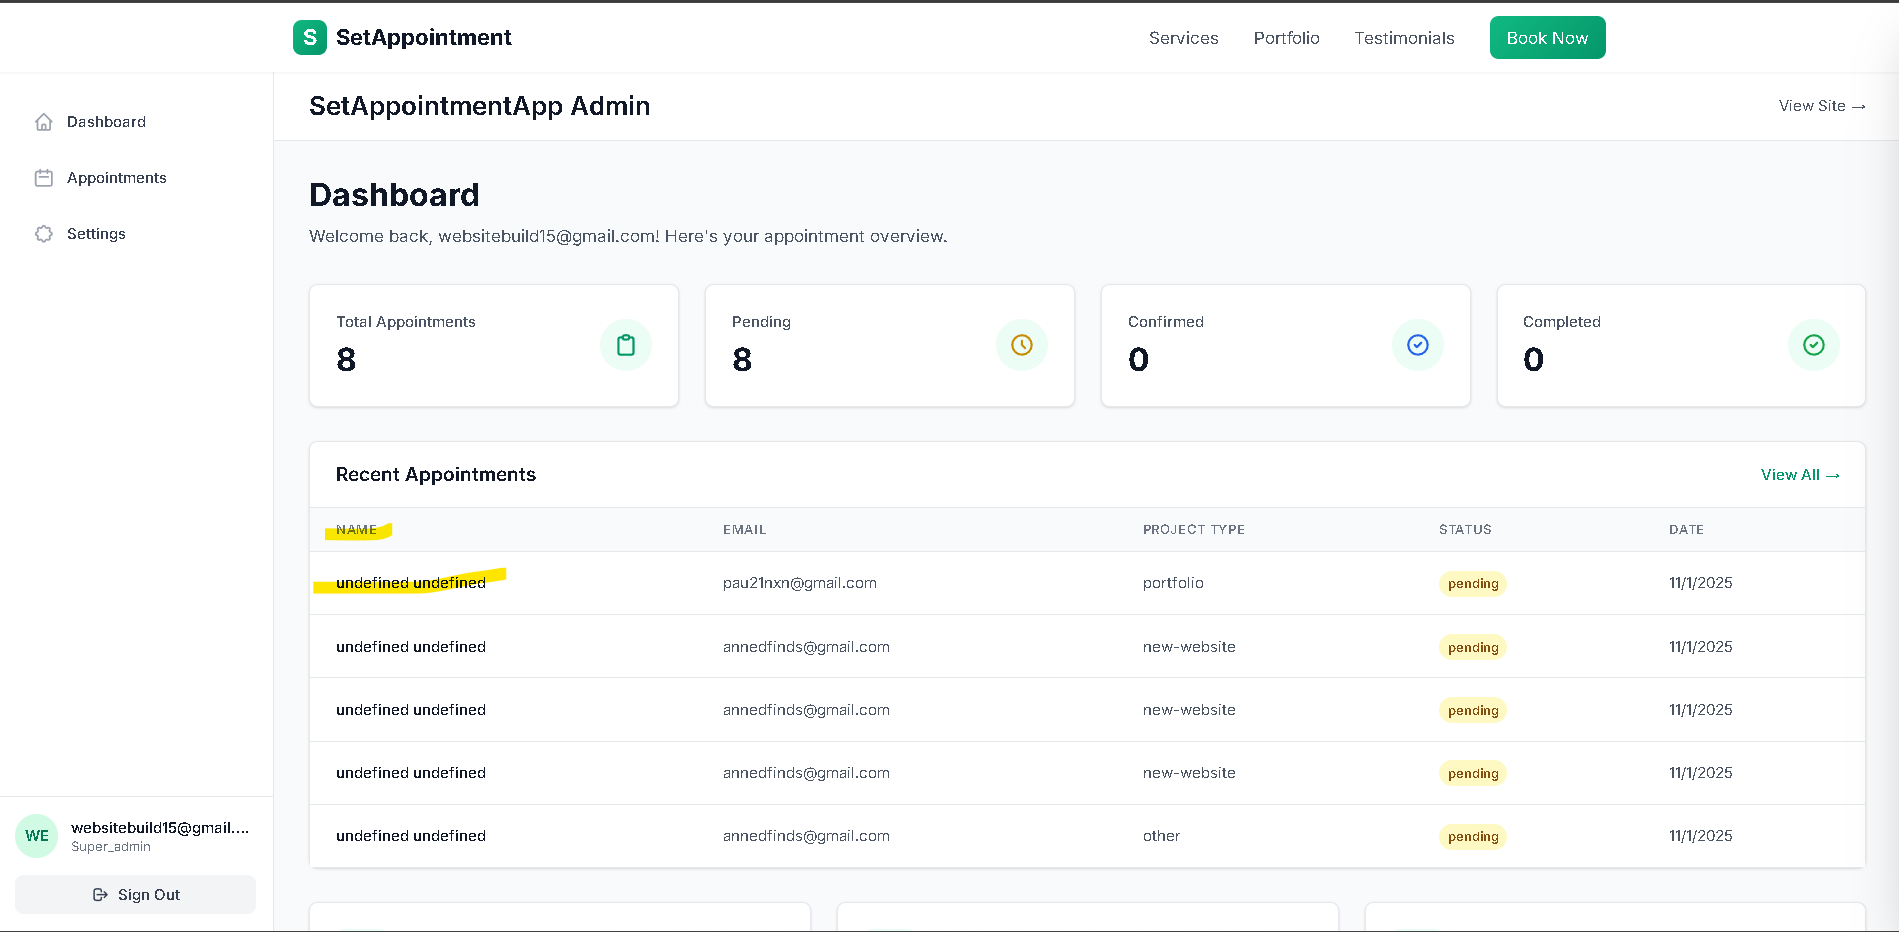 S SetAppointment Services Portfolio Testimonials Book Now
SetAppointmentApp Admin View Site →
Dashboard
Appointments
Settings
Dashboard
Welcome back, websitebuild15@gmail.com! Here's your appointment overview.
Total Appointments Pending Confirmed Completed
8 8 0 0
Recent Appointments View All →
NAME EMAIL PROJECT TYPE STATUS DATE
undefined undefined pau21nxn@gmail.com portfolio pending 11/1/2025
undefined undefined annedfinds@gmail.com new-website pending 11/1/2025
undefined undefined annedfinds@gmail.com new-website pending 11/1/2025
undefined undefined annedfinds@gmail.com new-website pending 11/1/2025
undefined undefined annedfinds@gmail.com other pending 11/1/2025
WE websitebuild15@gmail....
Super_admin
Sign Out